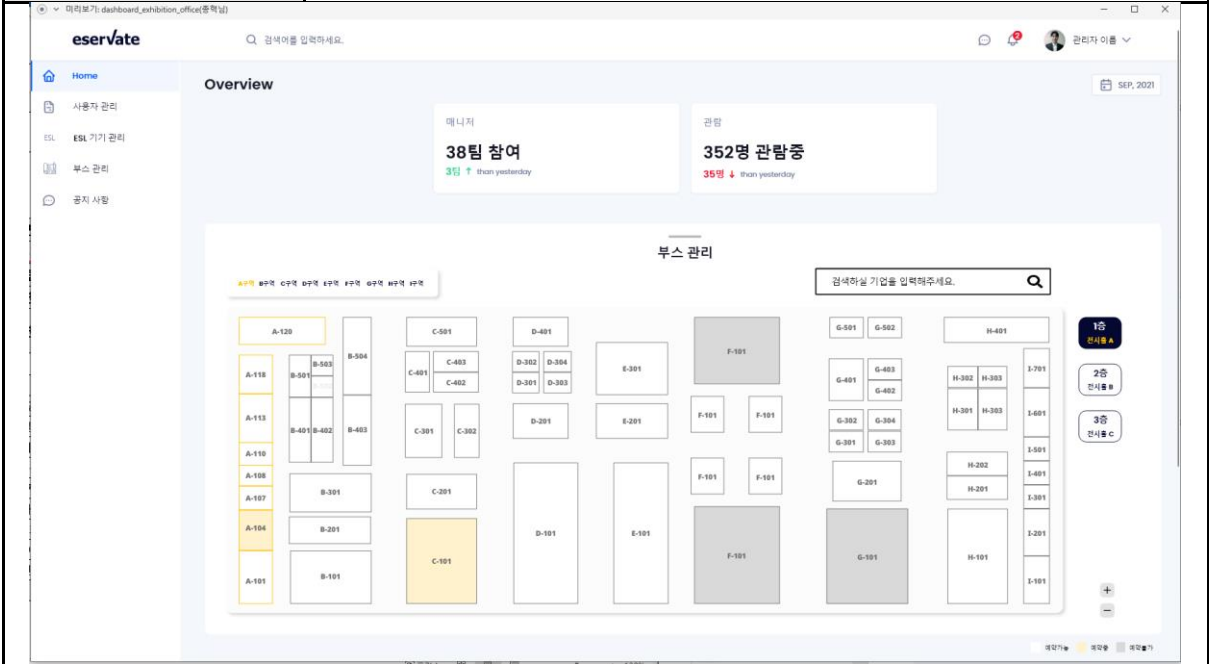 미리보기: dashboard_exhibition_office(종혁님)
eservate
검색어를 입력하세요.
2
관리자 이름
Home
사용자 관리
ESL ESL 기기 관리
부스 관리
공지 사항
Overview
SEP, 2021
매니저
38팀 참여
3팀 ↑ than yesterday
관람
352명 관람중
35명 ↓ than yesterday
부스 관리
A구역 B구역 C구역 D구역 E구역 F구역 G구역 H구역 I구역
검색하실 기업을 입력해주세요.
A-120
A-118
A-113
A-110
A-108
A-107
A-104
A-101
B-504
B-503
B-501
B-401 B-402 B-403
B-301
B-201
B-101
C-501
C-401
C-403
C-402
C-301
C-302
C-201
C-101
D-401
D-302 D-304
D-301 D-303
D-201
D-101
E-301
E-201
E-101
F-101
F-101 F-101
F-101 F-101
F-101
G-501 G-502
G-401
G-403
G-402
G-302 G-304
G-301 G-303
G-201
G-101
H-401
H-302 H-303
H-301 H-303
H-202
H-201
H-101
I-701
I-601
I-501
I-401
I-301
I-201
I-101
1층
전시홀 A
2층
전시홀 B
3층
전시홀 C
+
−
예약가능 예약중 예약불가